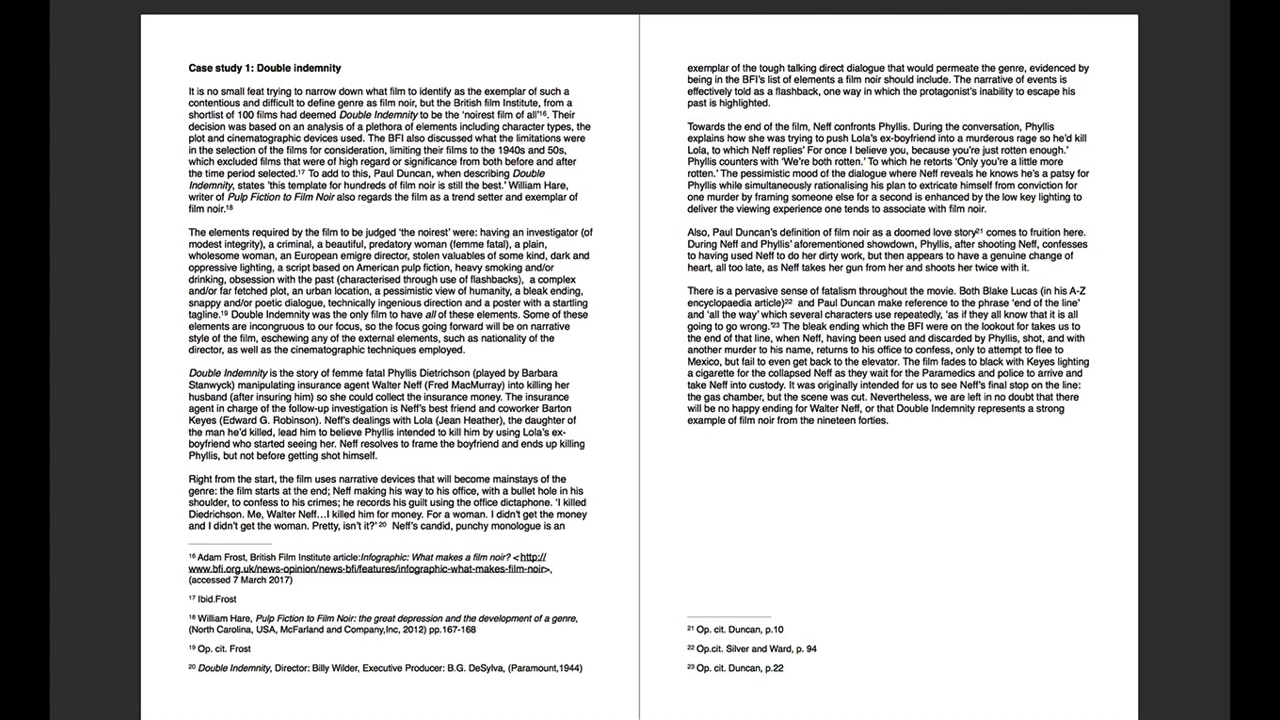 Case study 1: Double indemnity
It is no small feat trying to narrow down what film to identify as the exemplar of such a
contentious and difficult to define genre as film noir, but the British film Institute, from a
shortlist of 100 films had deemed Double Indemnity to be the 'noirest film of all'16. Their
decision was based on an analysis of a plethora of elements including character types, the
plot and cinematographic devices used. The BFI also discussed what the limitations were
in the selection of the films for consideration, limiting their films to the 1940s and 50s,
which excluded films that were of high regard or significance from both before and after
the time period selected.17 To add to this, Paul Duncan, when describing Double
Indemnity, states 'this template for hundreds of film noir is still the best.' William Hare,
writer of Pulp Fiction to Film Noir also regards the film as a trend setter and exemplar of
film noir.18
The elements required by the film to be judged 'the noirest' were: having an investigator (of
modest integrity), a criminal, a beautiful, predatory woman (femme fatal), a plain,
wholesome woman, an European emigre director, stolen valuables of some kind, dark and
oppressive lighting, a script based on American pulp fiction, heavy smoking and/or
drinking, obsession with the past (characterised through use of flashbacks), a complex
and/or far fetched plot, an urban location, a pessimistic view of humanity, a bleak ending,
snappy and/or poetic dialogue, technically ingenious direction and a poster with a startling
tagline.19 Double Indemnity was the only film to have all of these elements. Some of these
elements are incongruous to our focus, so the focus going forward will be on narrative
style of the film, eschewing any of the external elements, such as nationality of the
director, as well as the cinematographic techniques employed.
Double Indemnity is the story of femme fatal Phyllis Dietrichson (played by Barbara
Stanwyck) manipulating insurance agent Walter Neff (Fred MacMurray) into killing her
husband (after insuring him) so she could collect the insurance money. The insurance
agent in charge of the follow-up investigation is Neff's best friend and coworker Barton
Keyes (Edward G. Robinson). Neff's dealings with Lola (Jean Heather), the daughter of
the man he'd killed, lead him to believe Phyllis intended to kill him by using Lola's ex-
boyfriend who started seeing her. Neff resolves to frame the boyfriend and ends up killing
Phyllis, but not before getting shot himself.
Right from the start, the film uses narrative devices that will become mainstays of the
genre: the film starts at the end; Neff making his way to his office, with a bullet hole in his
shoulder, to confess to his crimes; he records his guilt using the office dictaphone. 'I killed
Diedrichson. Me, Walter Neff...I killed him for money. For a woman. I didn't get the money
and I didn't get the woman. Pretty, isn't it?' 20 Neff's candid, punchy monologue is an
16 Adam Frost, British Film Institute article:Infographic: What makes a film noir? <http://
www.bfi.org.uk/news-opinion/news-bfi/features/infographic-what-makes-film-noir>,
(accessed 7 March 2017)
17 Ibid.Frost
18 William Hare, Pulp Fiction to Film Noir: the great depression and the development of a genre,
(North Carolina, USA, McFarland and Company,Inc, 2012) pp.167-168
19 Op. cit. Frost
20 Double Indemnity, Director: Billy Wilder, Executive Producer: B.G. DeSylva, (Paramount,1944)
exemplar of the tough talking direct dialogue that would permeate the genre, evidenced by
being in the BFI's list of elements a film noir should include. The narrative of events is
effectively told as a flashback, one way in which the protagonist's inability to escape his
past is highlighted.
Towards the end of the film, Neff confronts Phyllis. During the conversation, Phyllis
explains how she was trying to push Lola's ex-boyfriend into a murderous rage so he'd kill
Lola, to which Neff replies' For once I believe you, because you're just rotten enough.'
Phyllis counters with 'We're both rotten.' To which he retorts 'Only you're a little more
rotten.' The pessimistic mood of the dialogue where Neff reveals he knows he's a patsy for
Phyllis while simultaneously rationalising his plan to extricate himself from conviction for
one murder by framing someone else for a second is enhanced by the low key lighting to
deliver the viewing experience one tends to associate with film noir.
Also, Paul Duncan's definition of film noir as a doomed love story21 comes to fruition here.
During Neff and Phyllis' aforementioned showdown, Phyllis, after shooting Neff, confesses
to having used Neff to do her dirty work, but then appears to have a genuine change of
heart, all too late, as Neff takes her gun from her and shoots her twice with it.
There is a pervasive sense of fatalism throughout the movie. Both Blake Lucas (in his A-Z
encyclopaedia article)22 and Paul Duncan make reference to the phrase 'end of the line'
and 'all the way' which several characters use repeatedly, 'as if they all know that it is all
going to go wrong.'23 The bleak ending which the BFI were on the lookout for takes us to
the end of that line, when Neff, having been used and discarded by Phyllis, shot, and with
another murder to his name, returns to his office to confess, only to attempt to flee to
Mexico, but fail to even get back to the elevator. The film fades to black with Keyes lighting
a cigarette for the collapsed Neff as they wait for the Paramedics and police to arrive and
take Neff into custody. It was originally intended for us to see Neff's final stop on the line:
the gas chamber, but the scene was cut. Nevertheless, we are left in no doubt that there
will be no happy ending for Walter Neff, or that Double Indemnity represents a strong
example of film noir from the nineteen forties.
21 Op. cit. Duncan, p.10
22 Op.cit. Silver and Ward, p. 94
23 Op. cit. Duncan, p.22